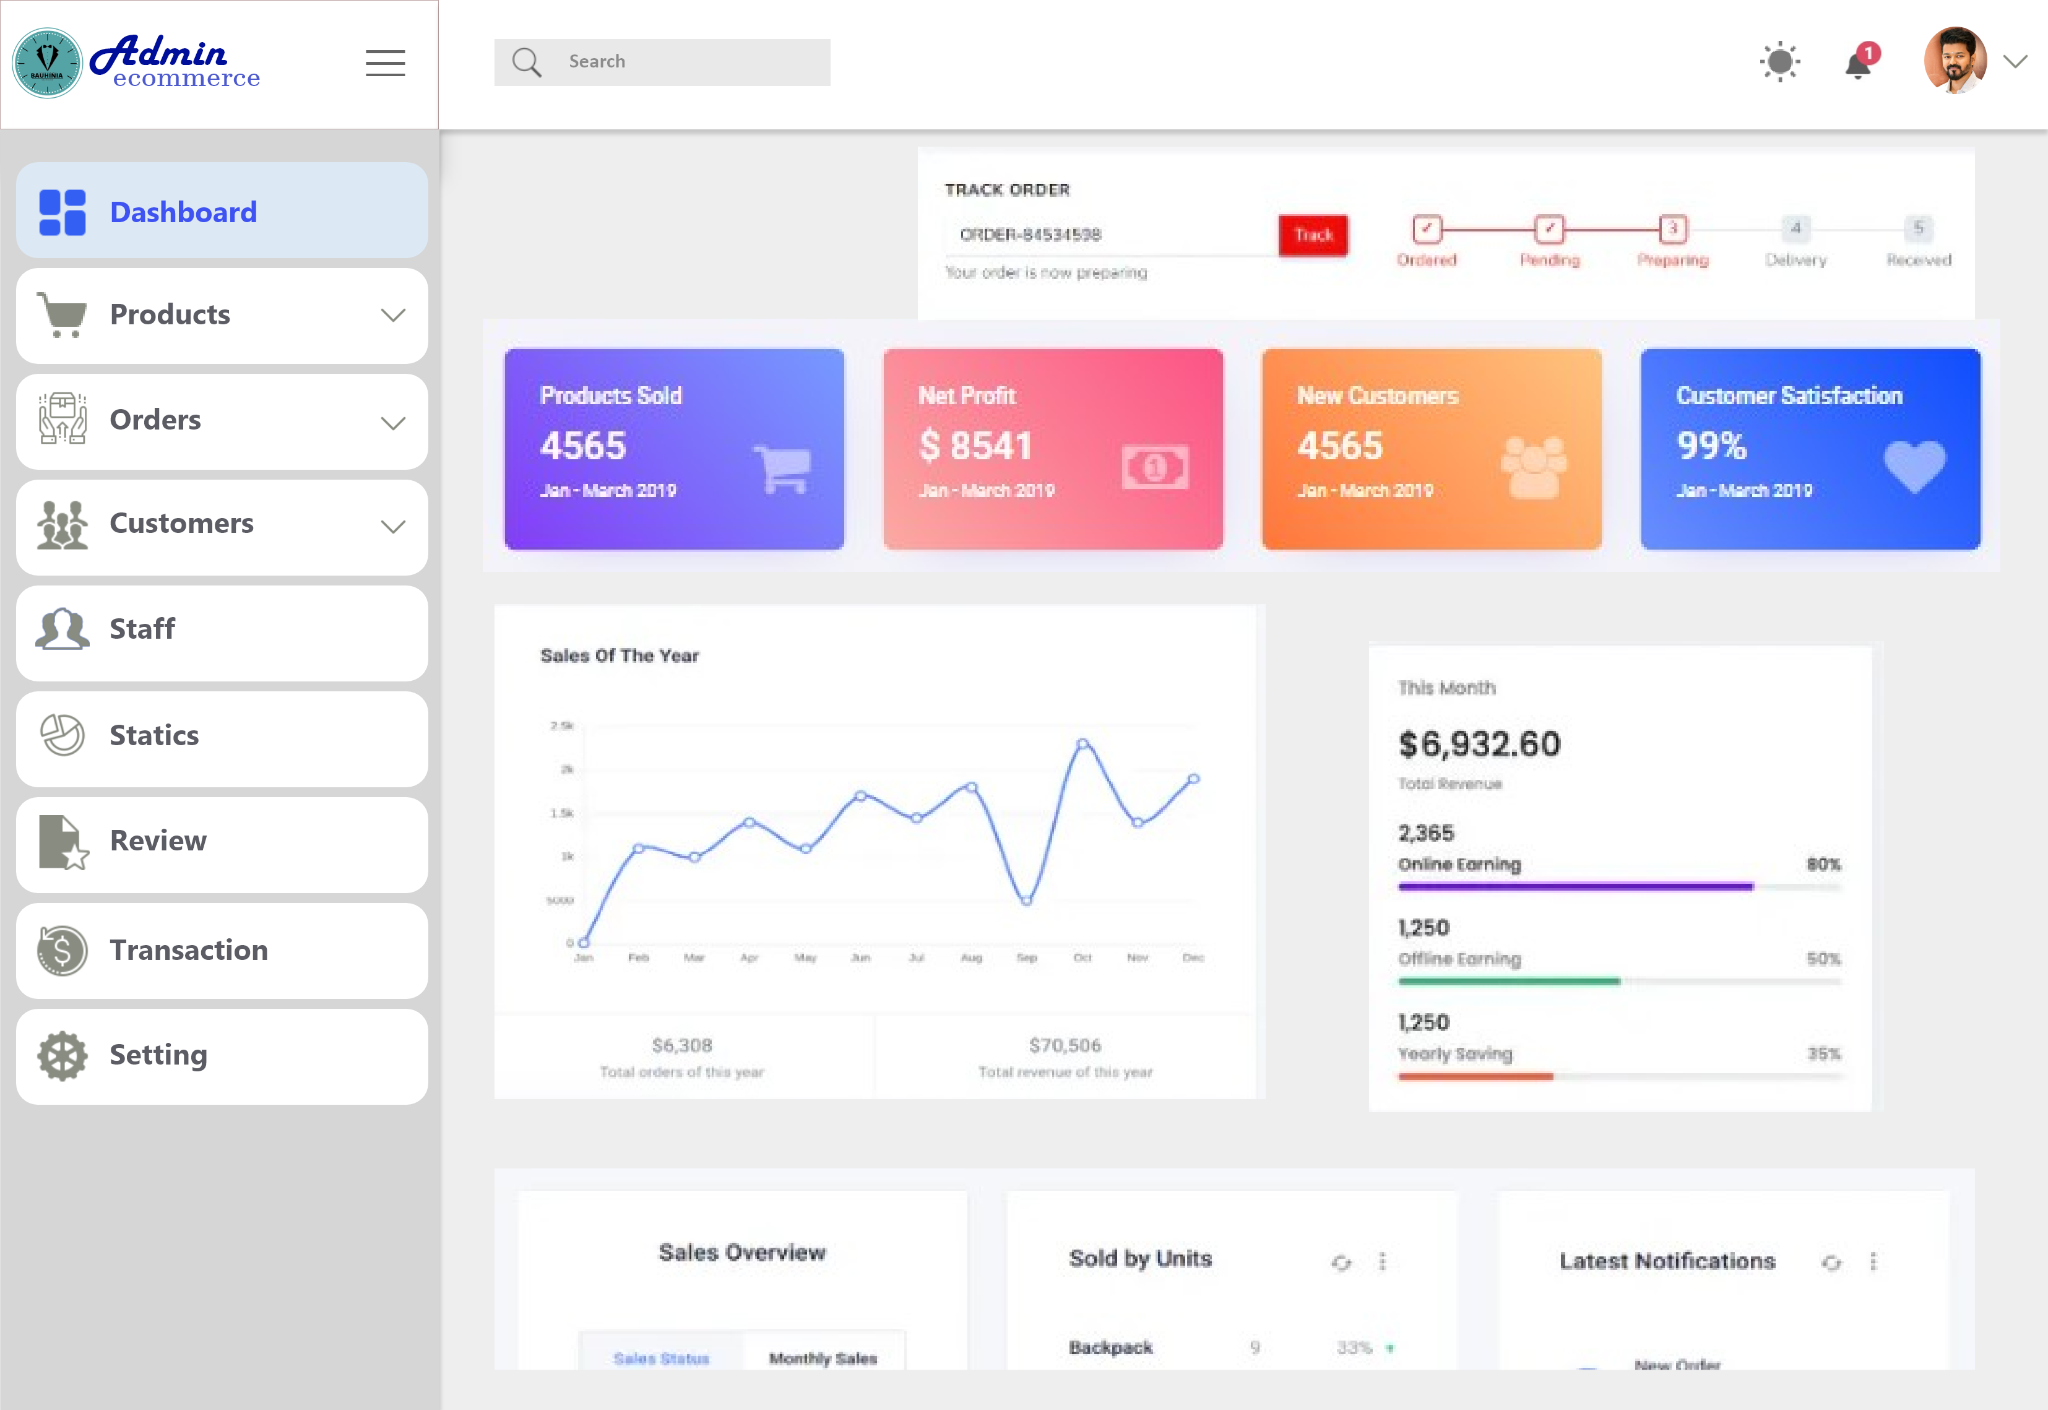 BAUHINIA
Admin
ecommerce
Search
1
Dashboard
Products
Orders
Customers
Staff
Statics
Review
Transaction
Setting
TRACK ORDER
ORDER-84534598
Track
Your order is now preparing
3
4
5
Ordered
Pending
Preparing
Delivery
Received
Products Sold
4565
Jan - March 2019
Net Profit
$ 8541
Jan - March 2019
New Customers
4565
Jan - March 2019
Customer Satisfaction
99%
Jan - March 2019
Sales Of The Year
2.5k
2k
1.5k
1k
5000
0
Jan Feb Mar Apr May Jun Jul Aug Sep Oct Nov Dec
$6,308
Total orders of this year
$70,506
Total revenue of this year
This Month
$6,932.60
Total Revenue
2,365
Online Earning 80%
1,250
Offline Earning 50%
1,250
Yearly Saving 35%
Sales Overview
Sales Status Monthly Sales
Sold by Units
Backpack 9 33%
Latest Notifications
New Order